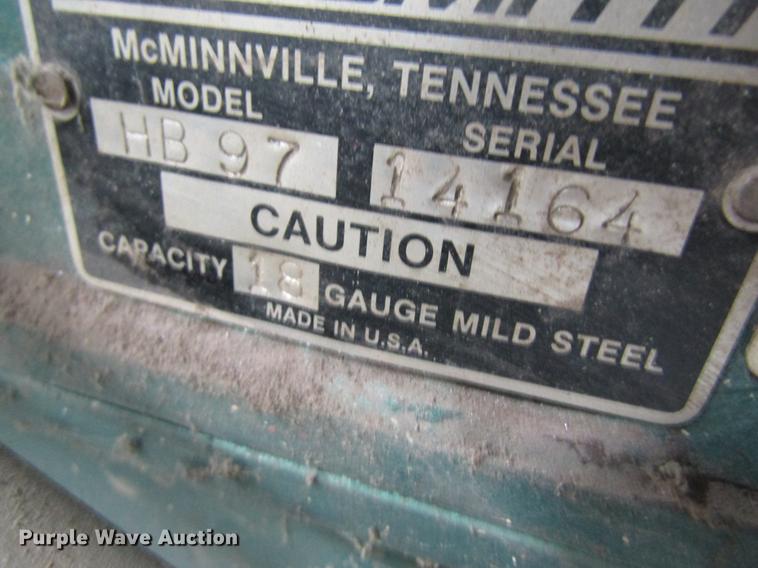 McMINNVILLE, TENNESSEE
MODEL SERIAL
HB 97 14164
CAUTION
CAPACITY 18 GAUGE MILD STEEL
MADE IN U.S.A.
Purple Wave Auction